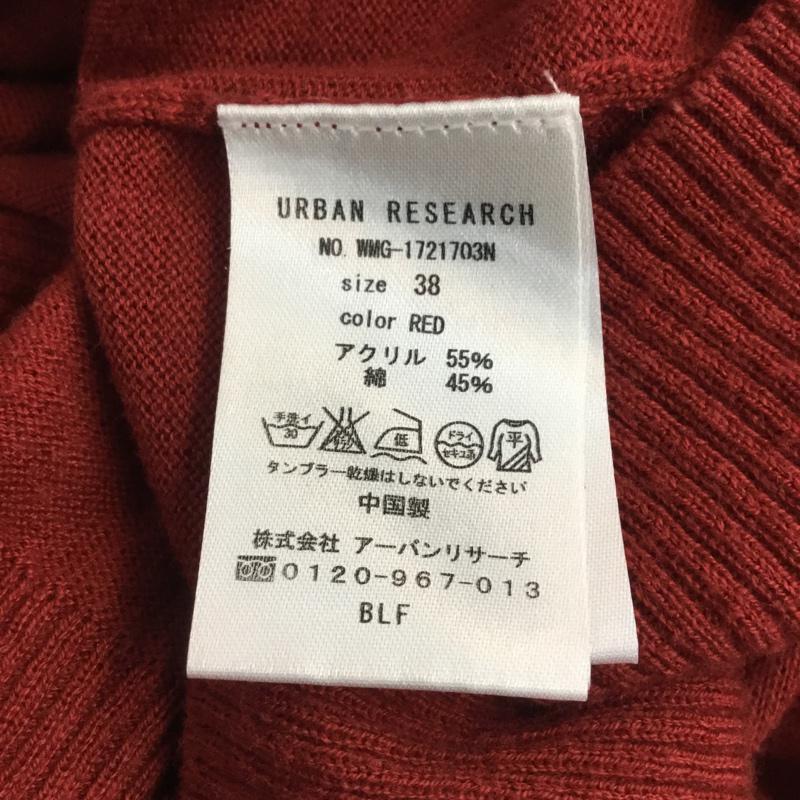 URBAN RESEARCH
NO. WMG-1721703N
size 38
color RED
アクリル 55%
綿 45%
手洗イ 30 低 ドライ セキユ系 平
タンブラー乾燥はしないでください
中国製
株式会社 アーバンリサーチ
0120-967-013
BLF